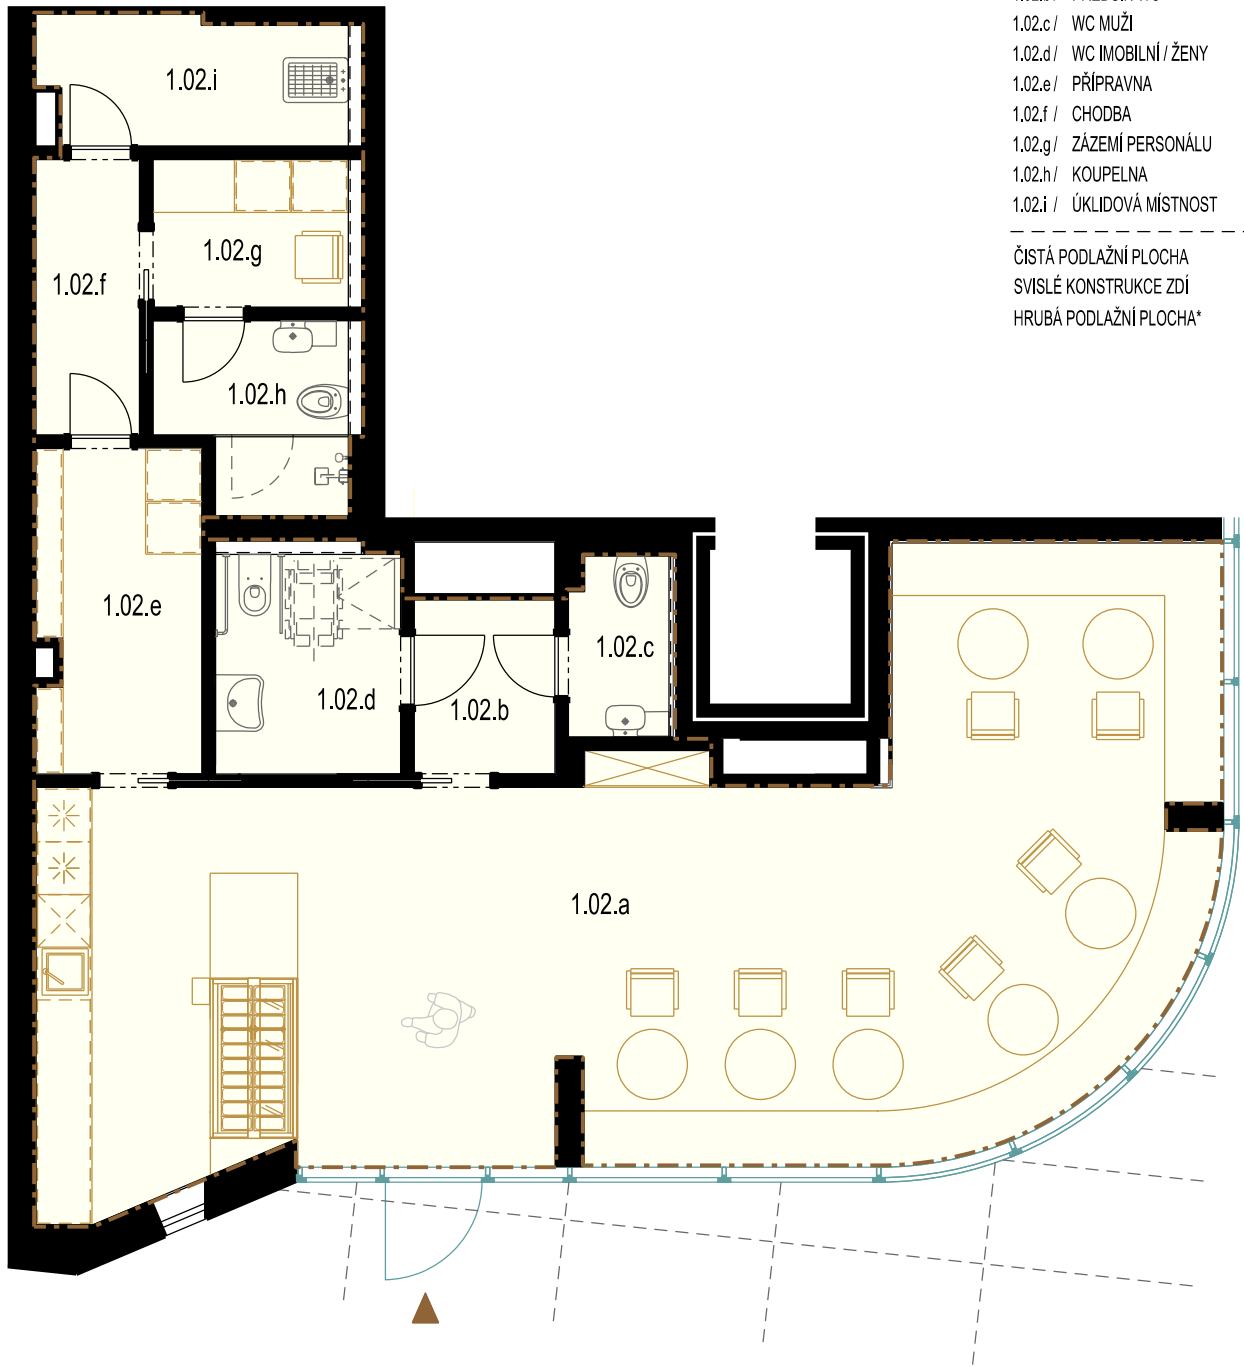 1.02.c / WC MUŽI
1.02.d / WC IMOBILNÍ / ŽENY
1.02.e / PŘÍPRAVNA
1.02.f / CHODBA
1.02.g / ZÁZEMÍ PERSONÁLU
1.02.h / KOUPELNA
1.02.i / ÚKLIDOVÁ MÍSTNOST
ČISTÁ PODLAŽNÍ PLOCHA
SVISLÉ KONSTRUKCE ZDÍ
HRUBÁ PODLAŽNÍ PLOCHA*
1.02.i
1.02.g
1.02.f
1.02.h
1.02.e
1.02.c
1.02.d
1.02.b
1.02.a